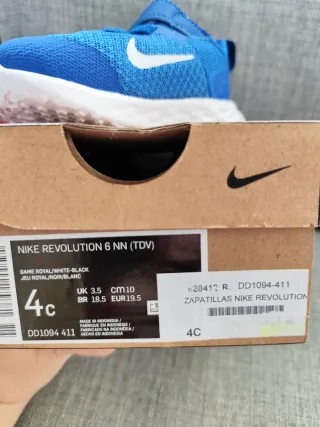 NIKE REVOLUTION 6 NN (TDV)
GAME ROYAL/WHITE-BLACK
JEU ROYAL/NOIR/BLANC
4C
UK 3.5 cm 10
BR 18.5 EUR 19.5
DD1094 411
MADE IN INDONESIA
FABRIQUÉ EN INDONÉSIE
FABRICADO EN INDONESIA
HECHO EN INDONESIA
R. DD1094-411
ZAPATILLAS NIKE REVOLUTION
4C